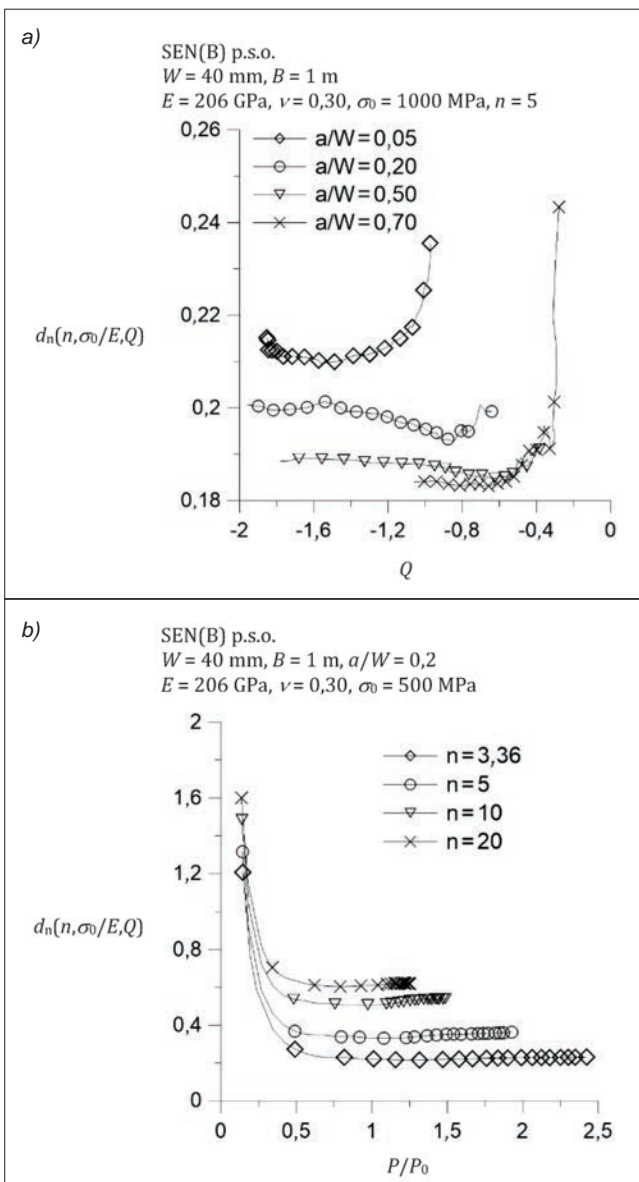 a)
SEN(B) p.s.o.
W = 40 mm, B = 1 m
E = 206 GPa, ν = 0,30, σ0 = 1000 MPa, n = 5
0,26
a/W=0,05
a/W=0,20
0,24
a/W=0,50
a/W=0,70
0,22
dn(n,σ0/E,Q)
0,2
0,18
-2 -1,6 -1,2 -0,8 -0,4 0
Q
b)
SEN(B) p.s.o.
W = 40 mm, B = 1 m, a/W = 0,2
E = 206 GPa, ν = 0,30, σ0 = 500 MPa
2
n=3,36
1,6
n=5
n=10
n=20
1,2
dn(n,σ0/E,Q)
0,8
0,4
0
0 0,5 1 1,5 2 2,5
P/P0